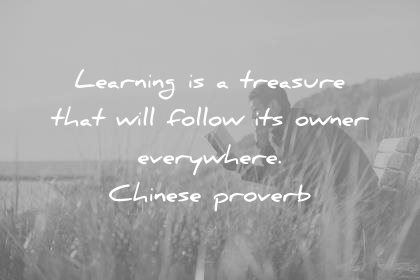 Learning is a treasure
that will follow its owner
everywhere.
Chinese proverb